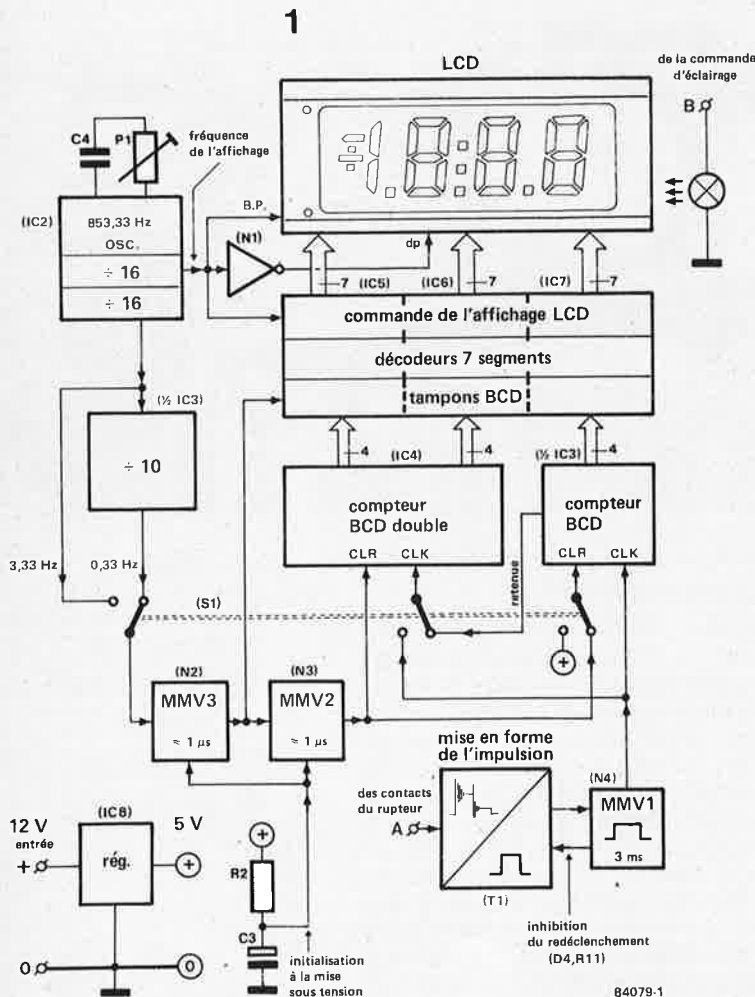 1
LCD
de la commande
d'éclairage
B
C4
P1
fréquence
de l'affichage
B.P.
(IC2)
853,33 Hz
OSC.
÷ 16
÷ 16
(N1)
dp
7
(IC5)
(IC6)
7
(IC7)
7
commande de l'affichage LCD
décodeurs 7 segments
tampons BCD
(½ IC3)
÷ 10
4
(IC4)
4
(½ IC3)
4
compteur
BCD double
CLR
CLK
compteur
BCD
CLR
CLK
retenue
3,33 Hz
0,33 Hz
(S1)
+
(N2)
MMV3
≈ 1 µs
(N3)
MMV2
≈ 1 µs
mise en forme
de l'impulsion
des contacts
du rupteur
A
(T1)
(N4)
MMV1
3 ms
inhibition
du redéclenchement
(D4,R11)
12 V
entrée
+
(IC8)
rég.
5 V
+
0
0
+
R2
C3
initialisation
à la mise
sous tension
84079-1